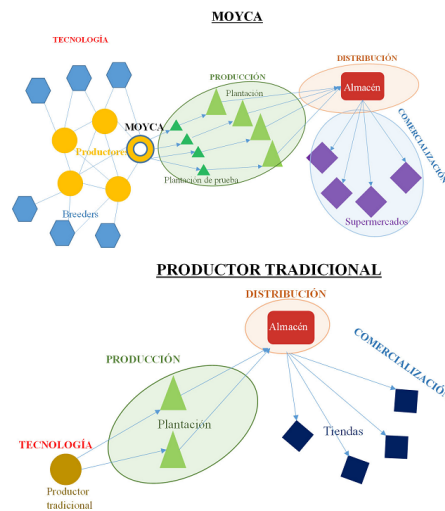 MOYCA
TECNOLOGÍA
DISTRIBUCIÓN
PRODUCCIÓN
Almacén
Plantación
MOYCA
COMERCIALIZACIÓN
Productores
Plantación de prueba
Breeders
Supermercados
PRODUCTOR TRADICIONAL
DISTRIBUCIÓN
Almacén
COMERCIALIZACIÓN
PRODUCCIÓN
Plantación
Tiendas
TECNOLOGÍA
Productor
tradicional